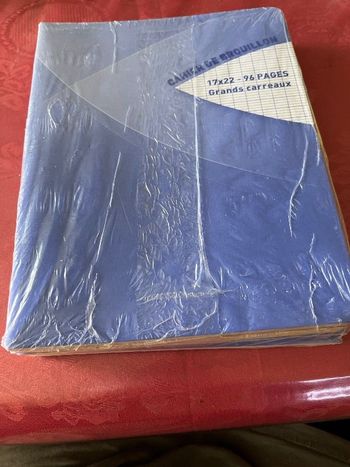 CAHIER DE BROUILLON
17x22 - 96 PAGES
Grands carreaux